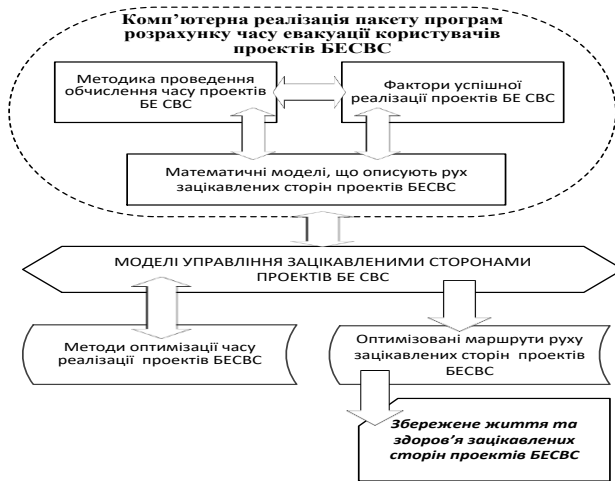 Комп’ютерна реалізація пакету програм
розрахунку часу евакуації користувачів
проектів БЕСВС
Методика проведення
обчислення часу проектів
БЕ СВС
Фактори успішної
реалізації проектів БЕ СВС
Математичні моделі, що описують рух
зацікавлених сторін проектів БЕСВС
МОДЕЛІ УПРАВЛІННЯ ЗАЦІКАВЛЕНИМИ СТОРОНАМИ
ПРОЕКТІВ БЕ СВС
Методи оптимізації часу
реалізації проектів БЕСВС
Оптимізовані маршрути руху
зацікавлених сторін проектів
БЕСВС
Збережене життя та
здоров’я зацікавлених
сторін проектів БЕСВС